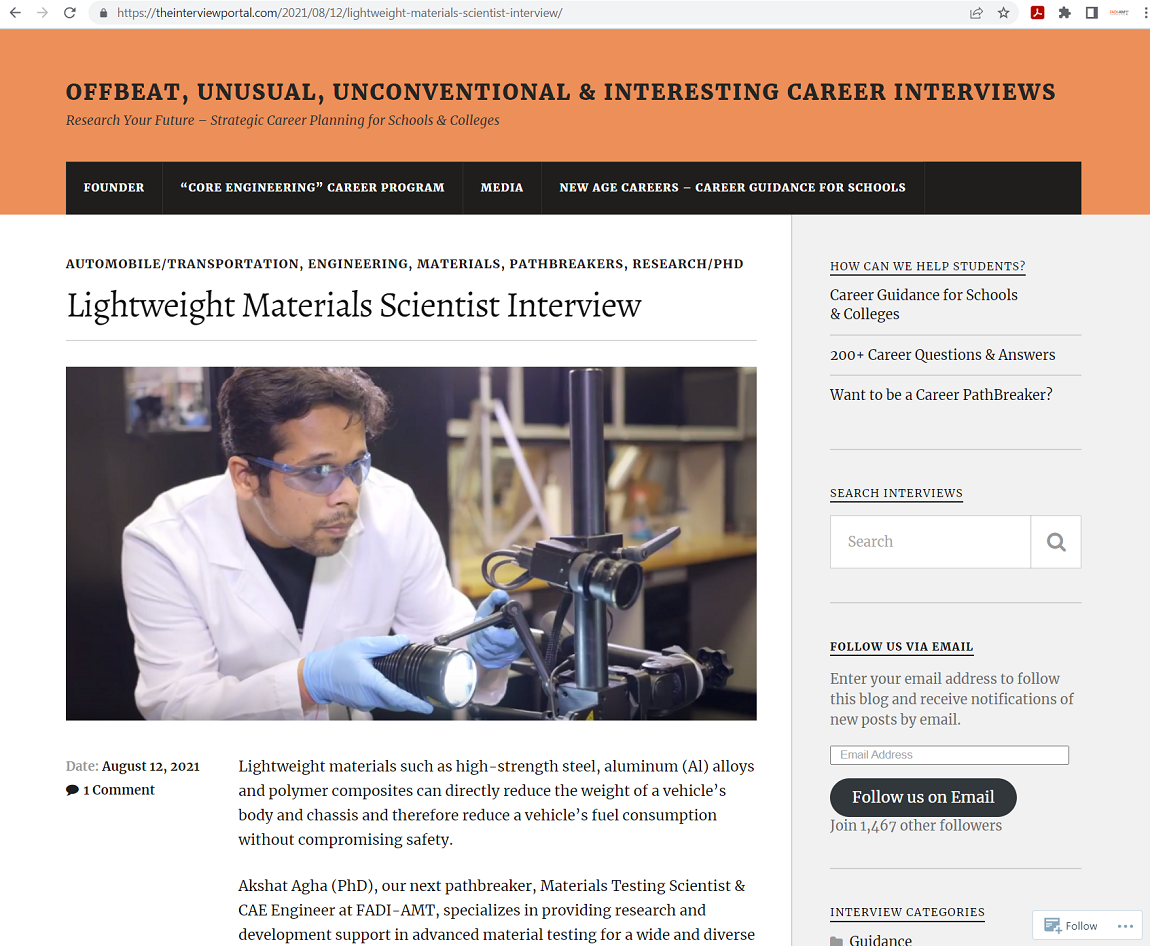 https://theinterviewportal.com/2021/08/12/lightweight-materials-scientist-interview/
OFFBEAT, UNUSUAL, UNCONVENTIONAL & INTERESTING CAREER INTERVIEWS
Research Your Future – Strategic Career Planning for Schools & Colleges
FOUNDER
“CORE ENGINEERING” CAREER PROGRAM
MEDIA
NEW AGE CAREERS – CAREER GUIDANCE FOR SCHOOLS
AUTOMOBILE/TRANSPORTATION, ENGINEERING, MATERIALS, PATHBREAKERS, RESEARCH/PHD
Lightweight Materials Scientist Interview
Date: August 12, 2021
1 Comment
Lightweight materials such as high-strength steel, aluminum (Al) alloys
and polymer composites can directly reduce the weight of a vehicle’s
body and chassis and therefore reduce a vehicle’s fuel consumption
without compromising safety.
Akshat Agha (PhD), our next pathbreaker, Materials Testing Scientist &
CAE Engineer at FADI-AMT, specializes in providing research and
development support in advanced material testing for a wide and diverse
HOW CAN WE HELP STUDENTS?
Career Guidance for Schools
& Colleges
200+ Career Questions & Answers
Want to be a Career PathBreaker?
SEARCH INTERVIEWS
Search
FOLLOW US VIA EMAIL
Enter your email address to follow
this blog and receive notifications of
new posts by email.
Email Address
Follow us on Email
Join 1,467 other followers
INTERVIEW CATEGORIES
Guidance
Follow